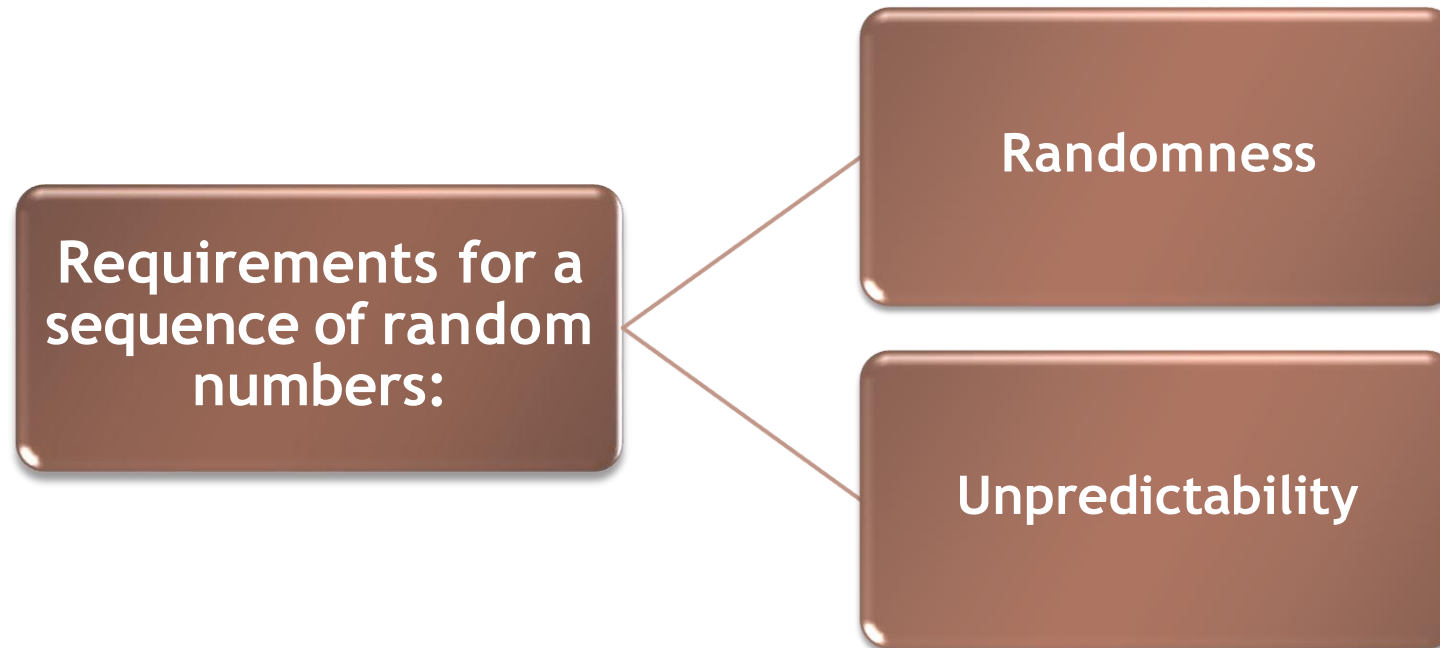 Requirements for a
sequence of random
numbers:
Randomness
Unpredictability